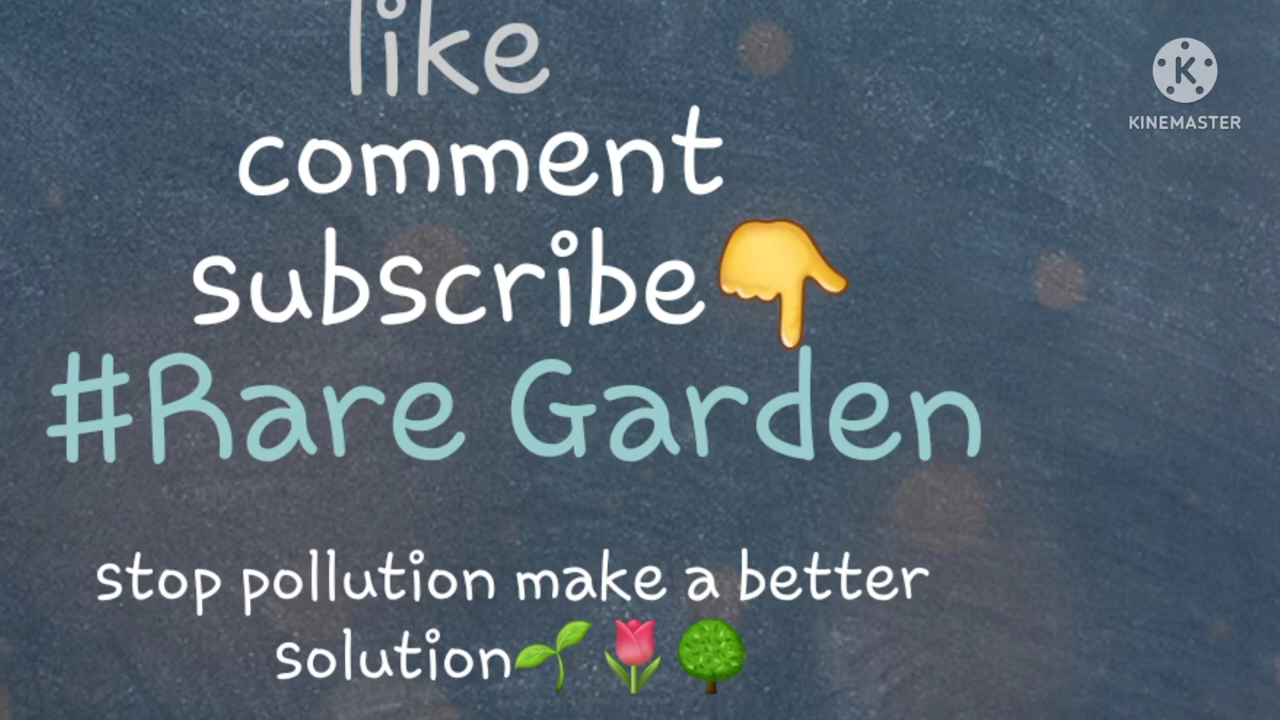 like
comment
subscribe👇
#Rare Garden
stop pollution make a better
solution🌱🌷🌳
K
KINEMASTER